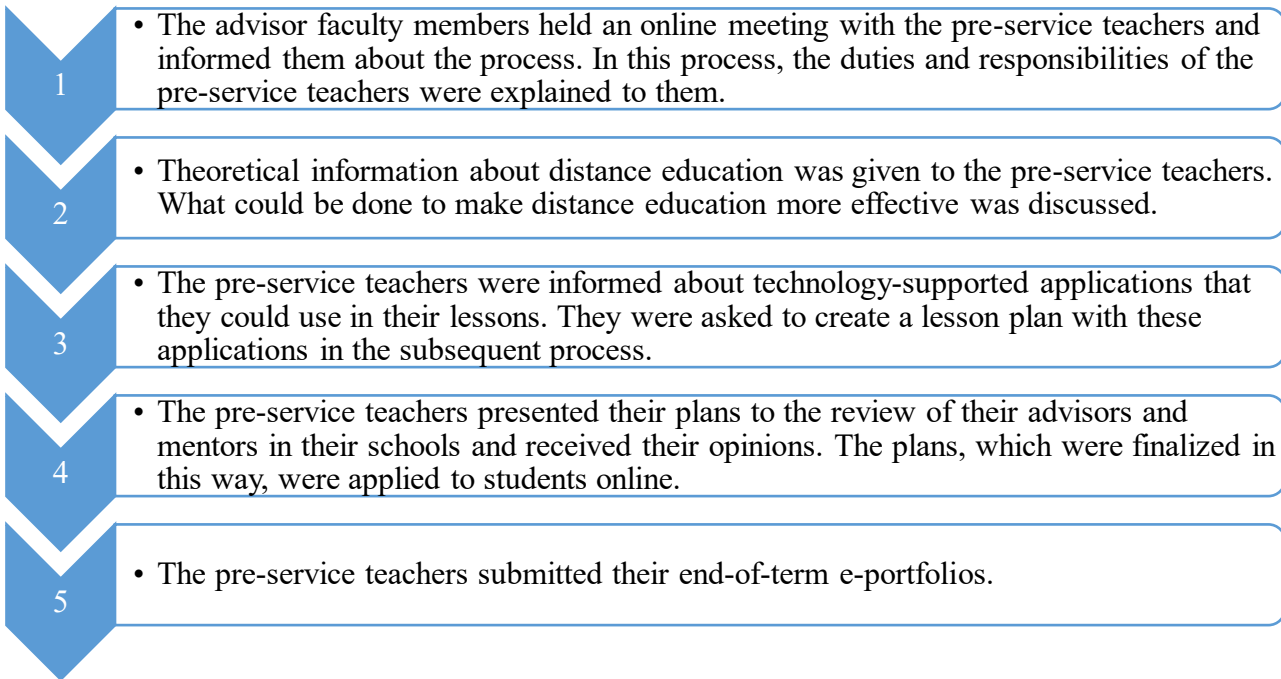 1
• The advisor faculty members held an online meeting with the pre-service teachers and
informed them about the process. In this process, the duties and responsibilities of the
pre-service teachers were explained to them.
2
• Theoretical information about distance education was given to the pre-service teachers.
What could be done to make distance education more effective was discussed.
3
• The pre-service teachers were informed about technology-supported applications that
they could use in their lessons. They were asked to create a lesson plan with these
applications in the subsequent process.
4
• The pre-service teachers presented their plans to the review of their advisors and
mentors in their schools and received their opinions. The plans, which were finalized in
this way, were applied to students online.
5
• The pre-service teachers submitted their end-of-term e-portfolios.